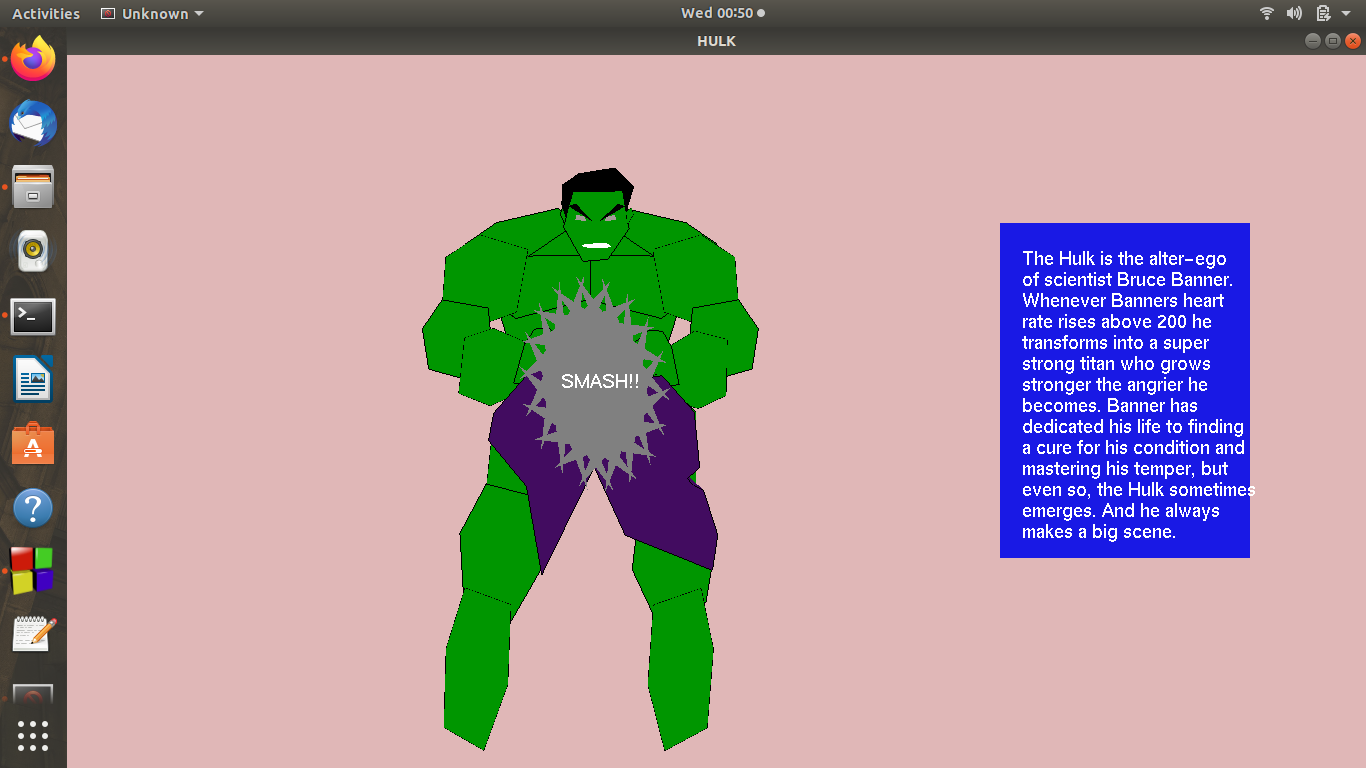 Activities
Unknown
Wed 00:50
HULK
The Hulk is the alter-ego
of scientist Bruce Banner.
Whenever Banners heart
rate rises above 200 he
transforms into a super
strong titan who grows
stronger the angrier he
becomes. Banner has
dedicated his life to finding
a cure for his condition and
mastering his temper, but
even so, the Hulk sometimes
emerges. And he always
makes a big scene.
SMASH!!